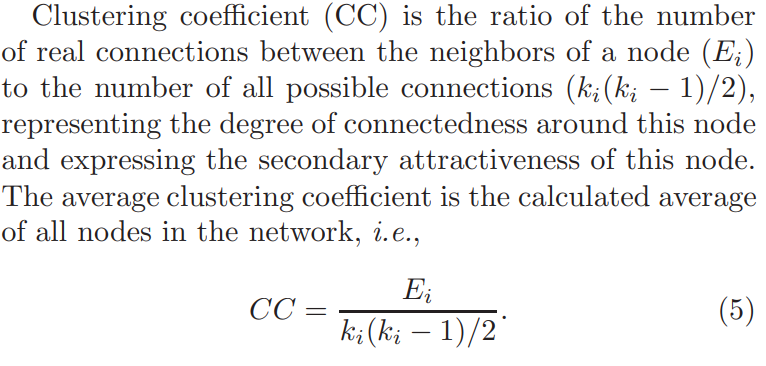 Clustering coefficient (CC) is the ratio of the number
of real connections between the neighbors of a node (E_i)
to the number of all possible connections (k_i(k_i − 1)/2),
representing the degree of connectedness around this node
and expressing the secondary attractiveness of this node.
The average clustering coefficient is the calculated average
of all nodes in the network, i.e.,
CC = E_i / k_i(k_i − 1)/2 . (5)